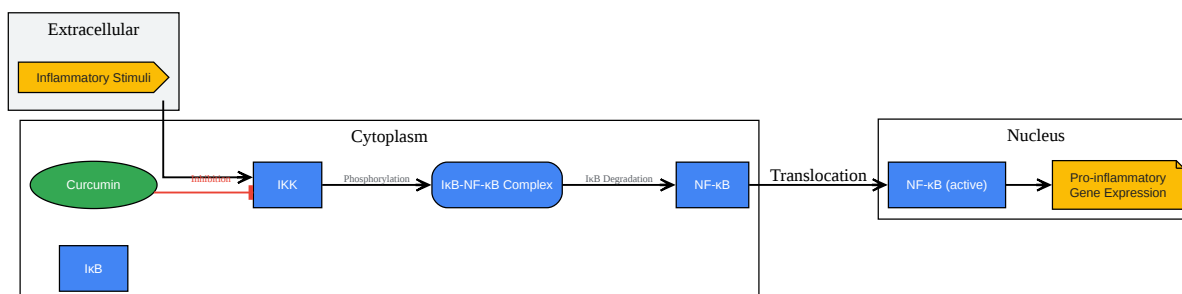 Extracellular
Inflammatory Stimuli
Cytoplasm
Nucleus
Curcumin
Inhibition
IKK
Phosphorylation
IκB-NF-κB Complex
IκB Degradation
NF-κB
Translocation
NF-κB (active)
Pro-inflammatory
Gene Expression
IκB